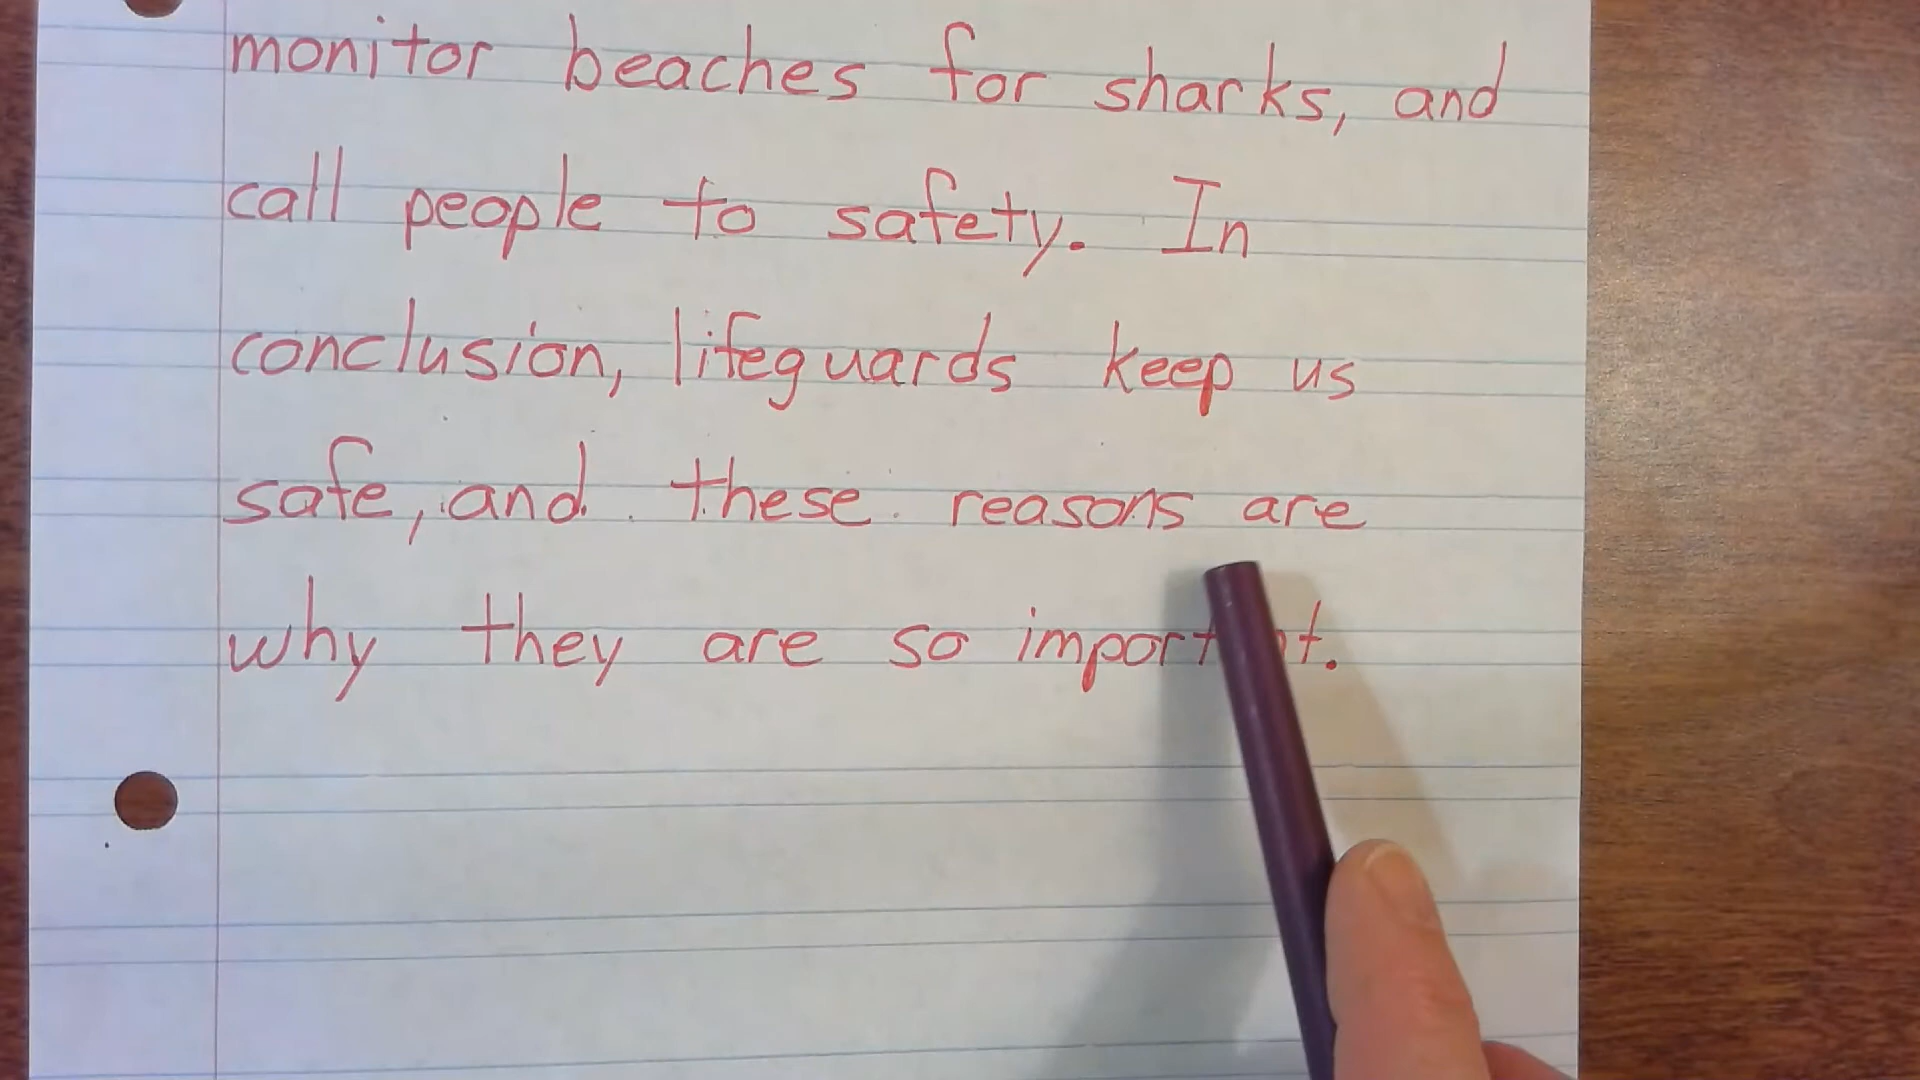 monitor beaches for sharks, and
call people to safety. In
conclusion, lifeguards keep us
safe, and these reasons are
why they are so